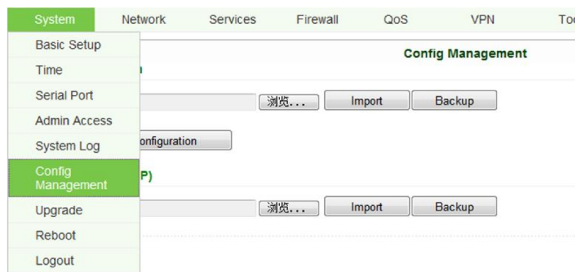 System Network Services Firewall QoS VPN Too
Basic Setup
Config Management
Time
Serial Port
浏览... Import Backup
Admin Access
System Log onfiguration
Config
Management P)
Upgrade
浏览... Import Backup
Reboot
Logout